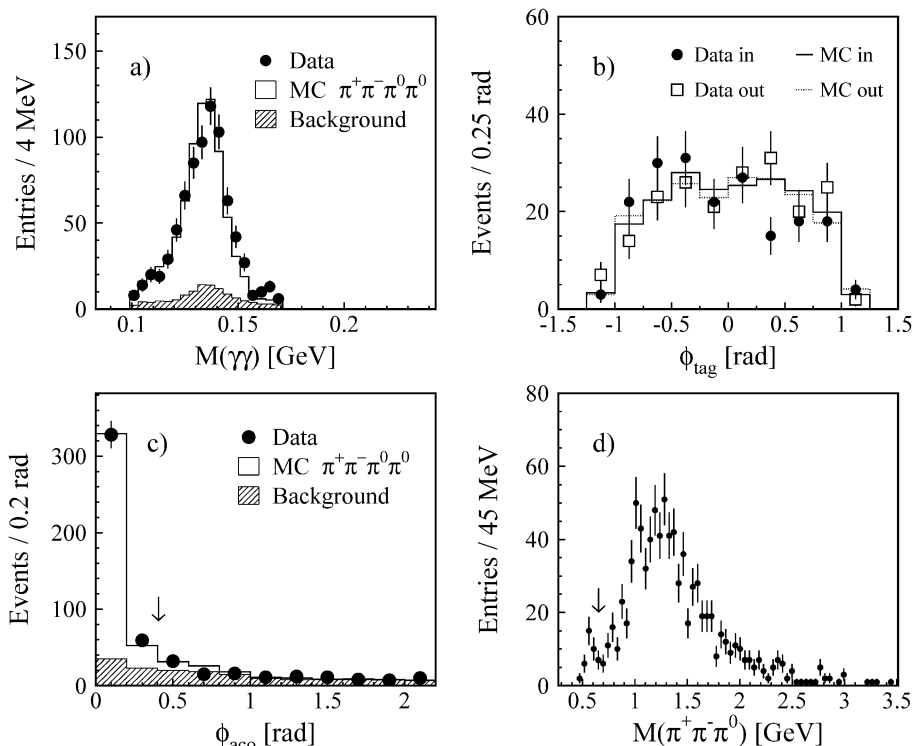 a)
Data
MC π⁺π⁻π⁰π⁰
Background
Entries / 4 MeV
150
100
50
0
0.1
0.15
0.2
M(γγ) [GeV]
b)
Data in
MC in
Data out
MC out
Events / 0.25 rad
60
40
20
0
-1.5
-1
-0.5
0
0.5
1
1.5
ϕtag [rad]
c)
Data
MC π⁺π⁻π⁰π⁰
Background
Events / 0.2 rad
300
200
100
0
0
0.5
1
1.5
2
ϕaco [rad]
d)
Entries / 45 MeV
80
60
40
20
0
0.5
1
1.5
2
2.5
3
3.5
M(π⁺π⁻π⁰) [GeV]